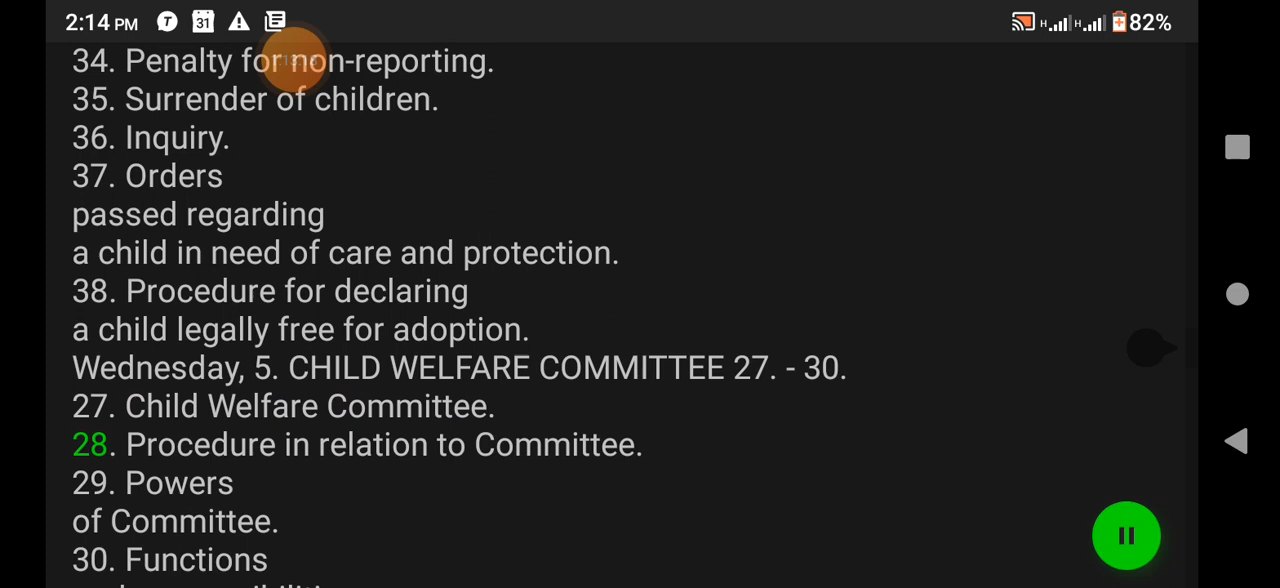 2:14 PM T 31 H H 82%
34. Penalty for non-reporting.
35. Surrender of children.
36. Inquiry.
37. Orders
passed regarding
a child in need of care and protection.
38. Procedure for declaring
a child legally free for adoption.
Wednesday, 5. CHILD WELFARE COMMITTEE 27. - 30.
27. Child Welfare Committee.
28. Procedure in relation to Committee.
29. Powers
of Committee.
30. Functions